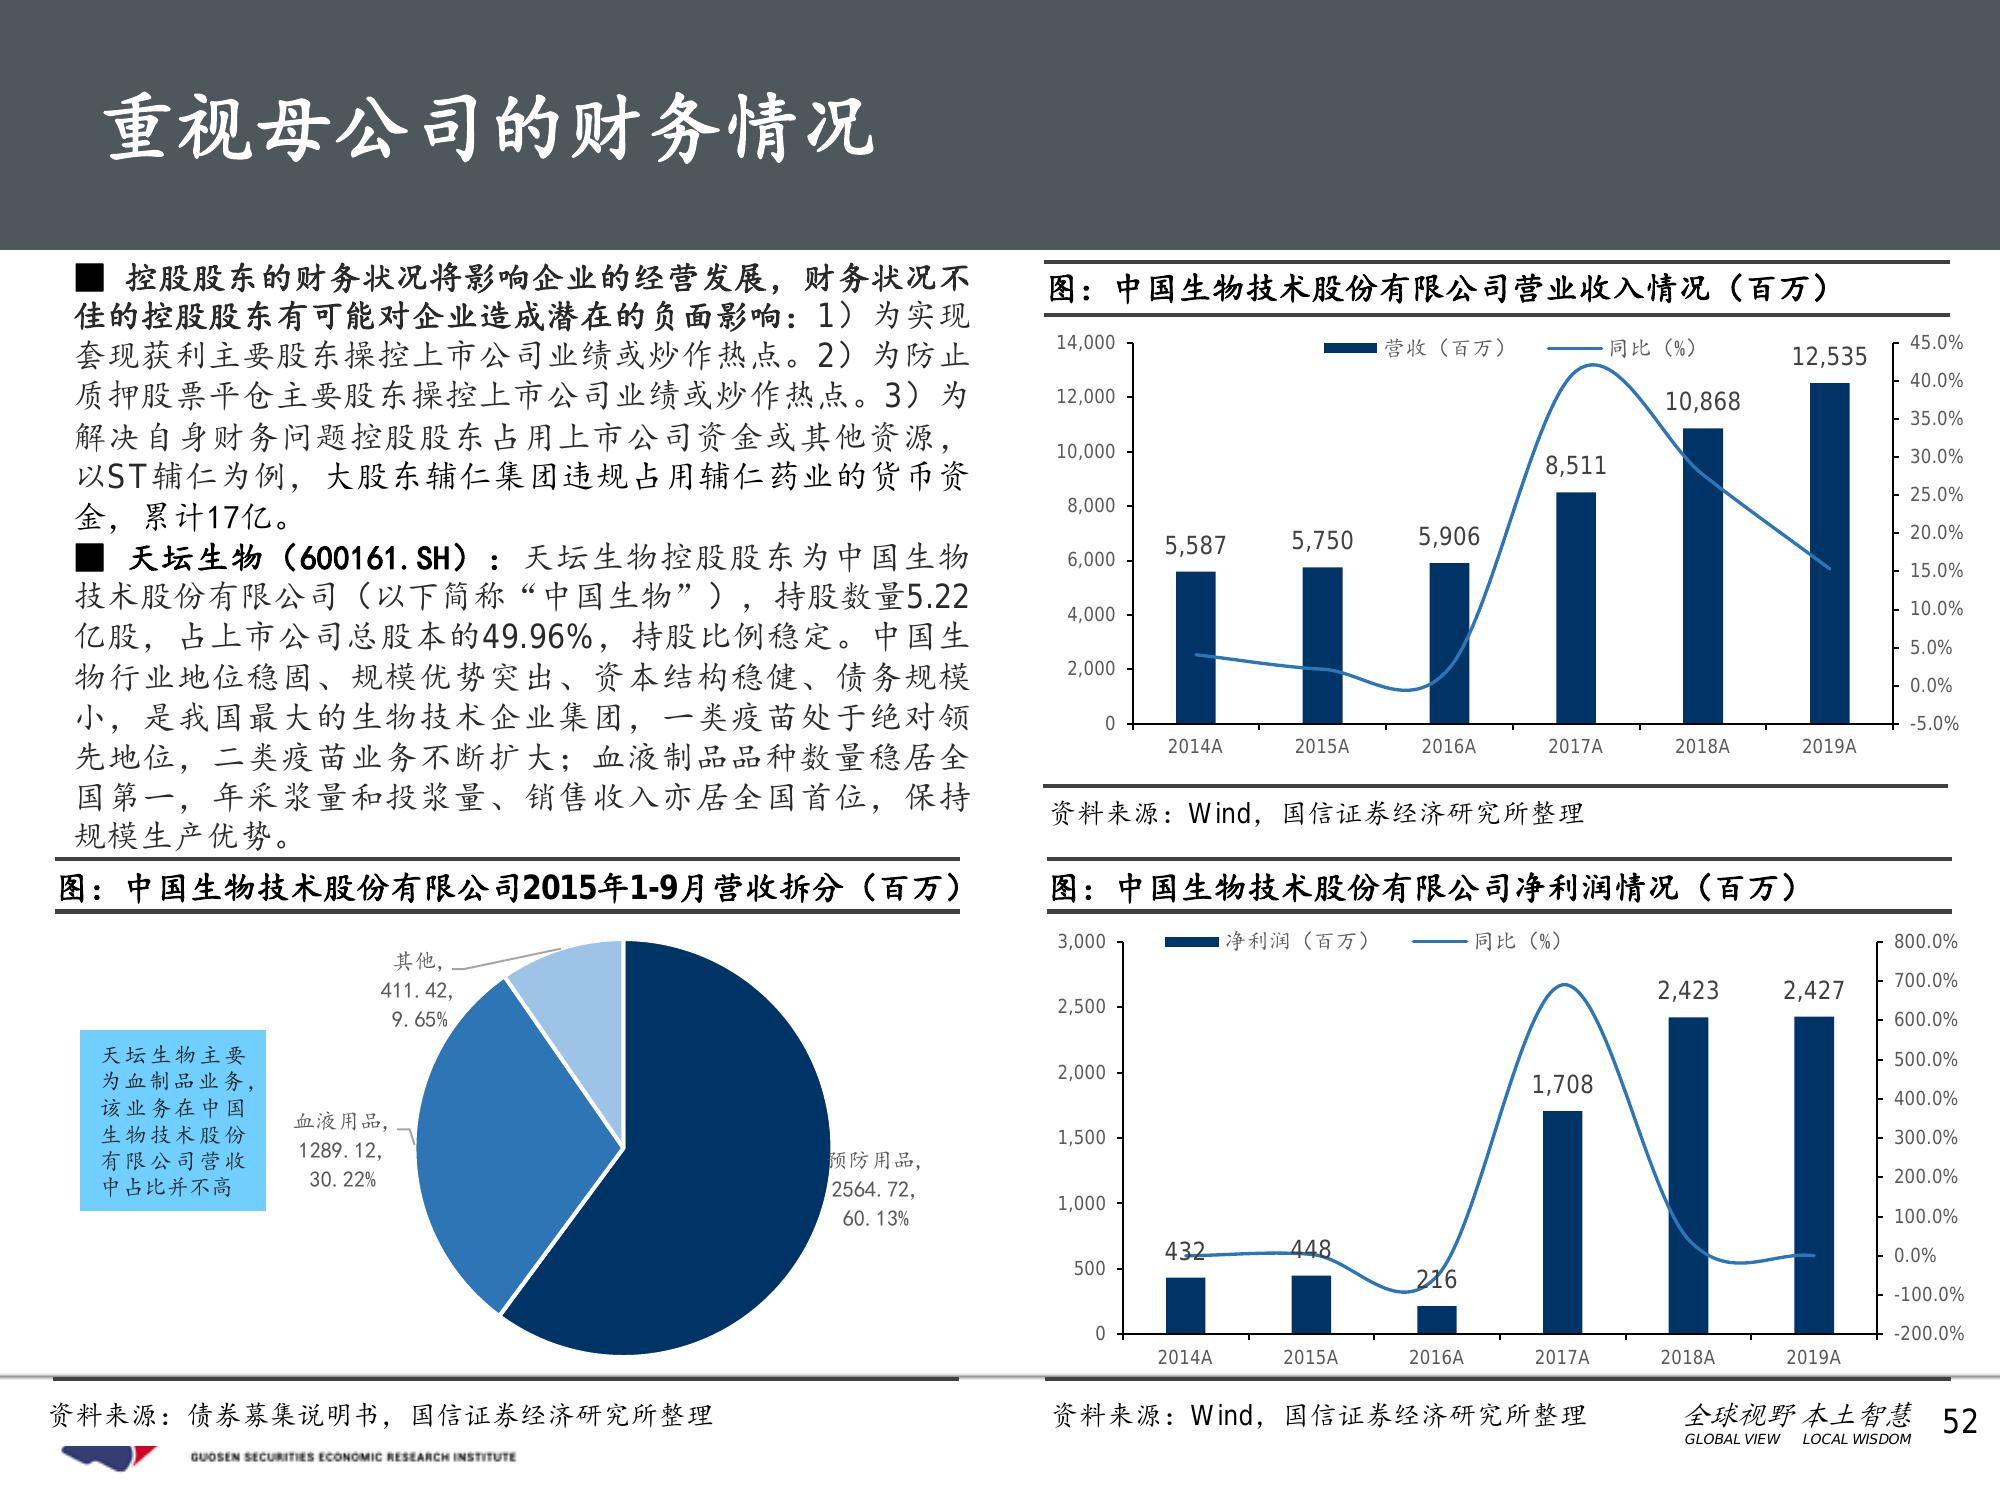 重视母公司的财务情况
■ 控股股东的财务状况将影响企业的经营发展，财务状况不
佳的控股股东有可能对企业造成潜在的负面影响：1）为实现
套现获利主要股东操控上市公司业绩或炒作热点。2）为防止
质押股票平仓主要股东操控上市公司业绩或炒作热点。3）为
解决自身财务问题控股股东占用上市公司资金或其他资源，
以ST辅仁为例，大股东辅仁集团违规占用辅仁药业的货币资
金，累计17亿。
■ 天坛生物（600161.SH）：天坛生物控股股东为中国生物
技术股份有限公司（以下简称“中国生物”），持股数量5.22
亿股，占上市公司总股本的49.96%，持股比例稳定。中国生
物行业地位稳固、规模优势突出、资本结构稳健、债务规模
小，是我国最大的生物技术企业集团，一类疫苗处于绝对领
先地位，二类疫苗业务不断扩大；血液制品品种数量稳居全
国第一，年采浆量和投浆量、销售收入亦居全国首位，保持
规模生产优势。
图：中国生物技术股份有限公司2015年1-9月营收拆分（百万）
其他，
411.42，
9.65%
血液用品，
1289.12，
30.22%
预防用品，
2564.72，
60.13%
天坛生物主要
为血制品业务，
该业务在中国
生物技术股份
有限公司营收
中占比并不高
资料来源：债券募集说明书，国信证券经济研究所整理
图：中国生物技术股份有限公司营业收入情况（百万）
营收（百万） 同比（%）
14,000
12,000
10,000
8,000
6,000
4,000
2,000
0
5,587 5,750 5,906 8,511 10,868 12,535
45.0%
40.0%
35.0%
30.0%
25.0%
20.0%
15.0%
10.0%
5.0%
0.0%
-5.0%
2014A 2015A 2016A 2017A 2018A 2019A
资料来源：Wind，国信证券经济研究所整理
图：中国生物技术股份有限公司净利润情况（百万）
净利润（百万） 同比（%）
3,000
2,500
2,000
1,500
1,000
500
0
432 448 216 1,708 2,423 2,427
800.0%
700.0%
600.0%
500.0%
400.0%
300.0%
200.0%
100.0%
0.0%
-100.0%
-200.0%
2014A 2015A 2016A 2017A 2018A 2019A
资料来源：Wind，国信证券经济研究所整理
GUOSEN SECURITIES ECONOMIC RESEARCH INSTITUTE
全球视野 本土智慧
GLOBAL VIEW LOCAL WISDOM
52